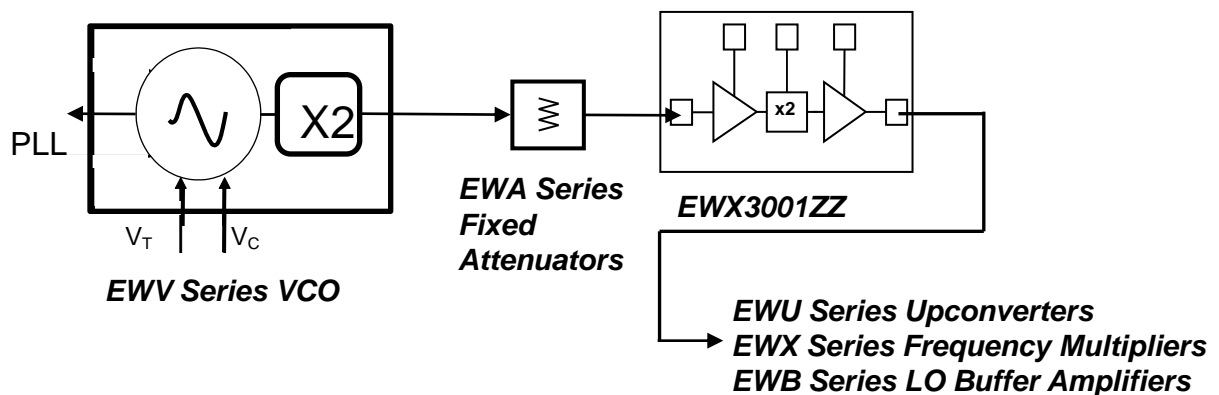 PLL
X2
V_T
V_C
EWV Series VCO
EWA Series
Fixed
Attenuators
x2
EWX3001ZZ
EWU Series Upconverters
EWX Series Frequency Multipliers
EWB Series LO Buffer Amplifiers